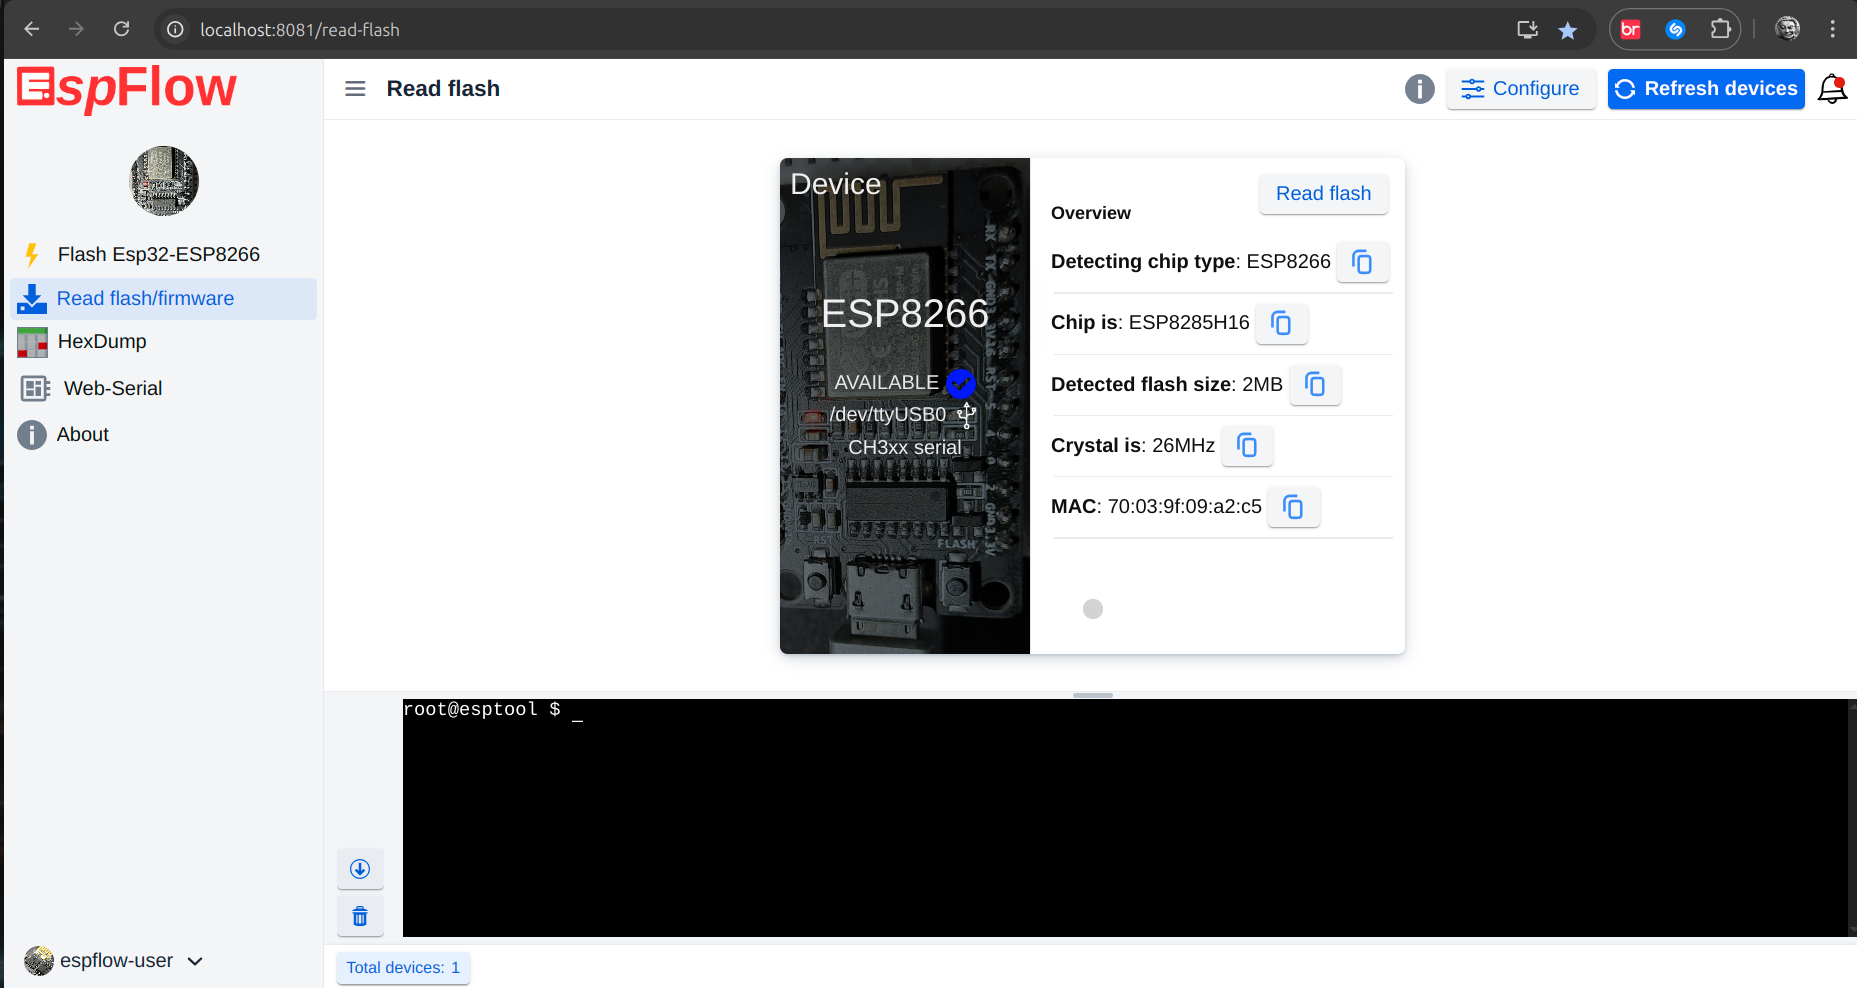 localhost:8081/read-flash
br
EspFlow
Read flash
Configure
Refresh devices
Flash Esp32-ESP8266
Read flash/firmware
HexDump
Web-Serial
About
espflow-user
Device
ESP8266
AVAILABLE
/dev/ttyUSB0
CH3xx serial
RST
FLASH
Read flash
Overview
Detecting chip type: ESP8266
Chip is: ESP8285H16
Detected flash size: 2MB
Crystal is: 26MHz
MAC: 70:03:9f:09:a2:c5
root@esptool $ _
Total devices: 1